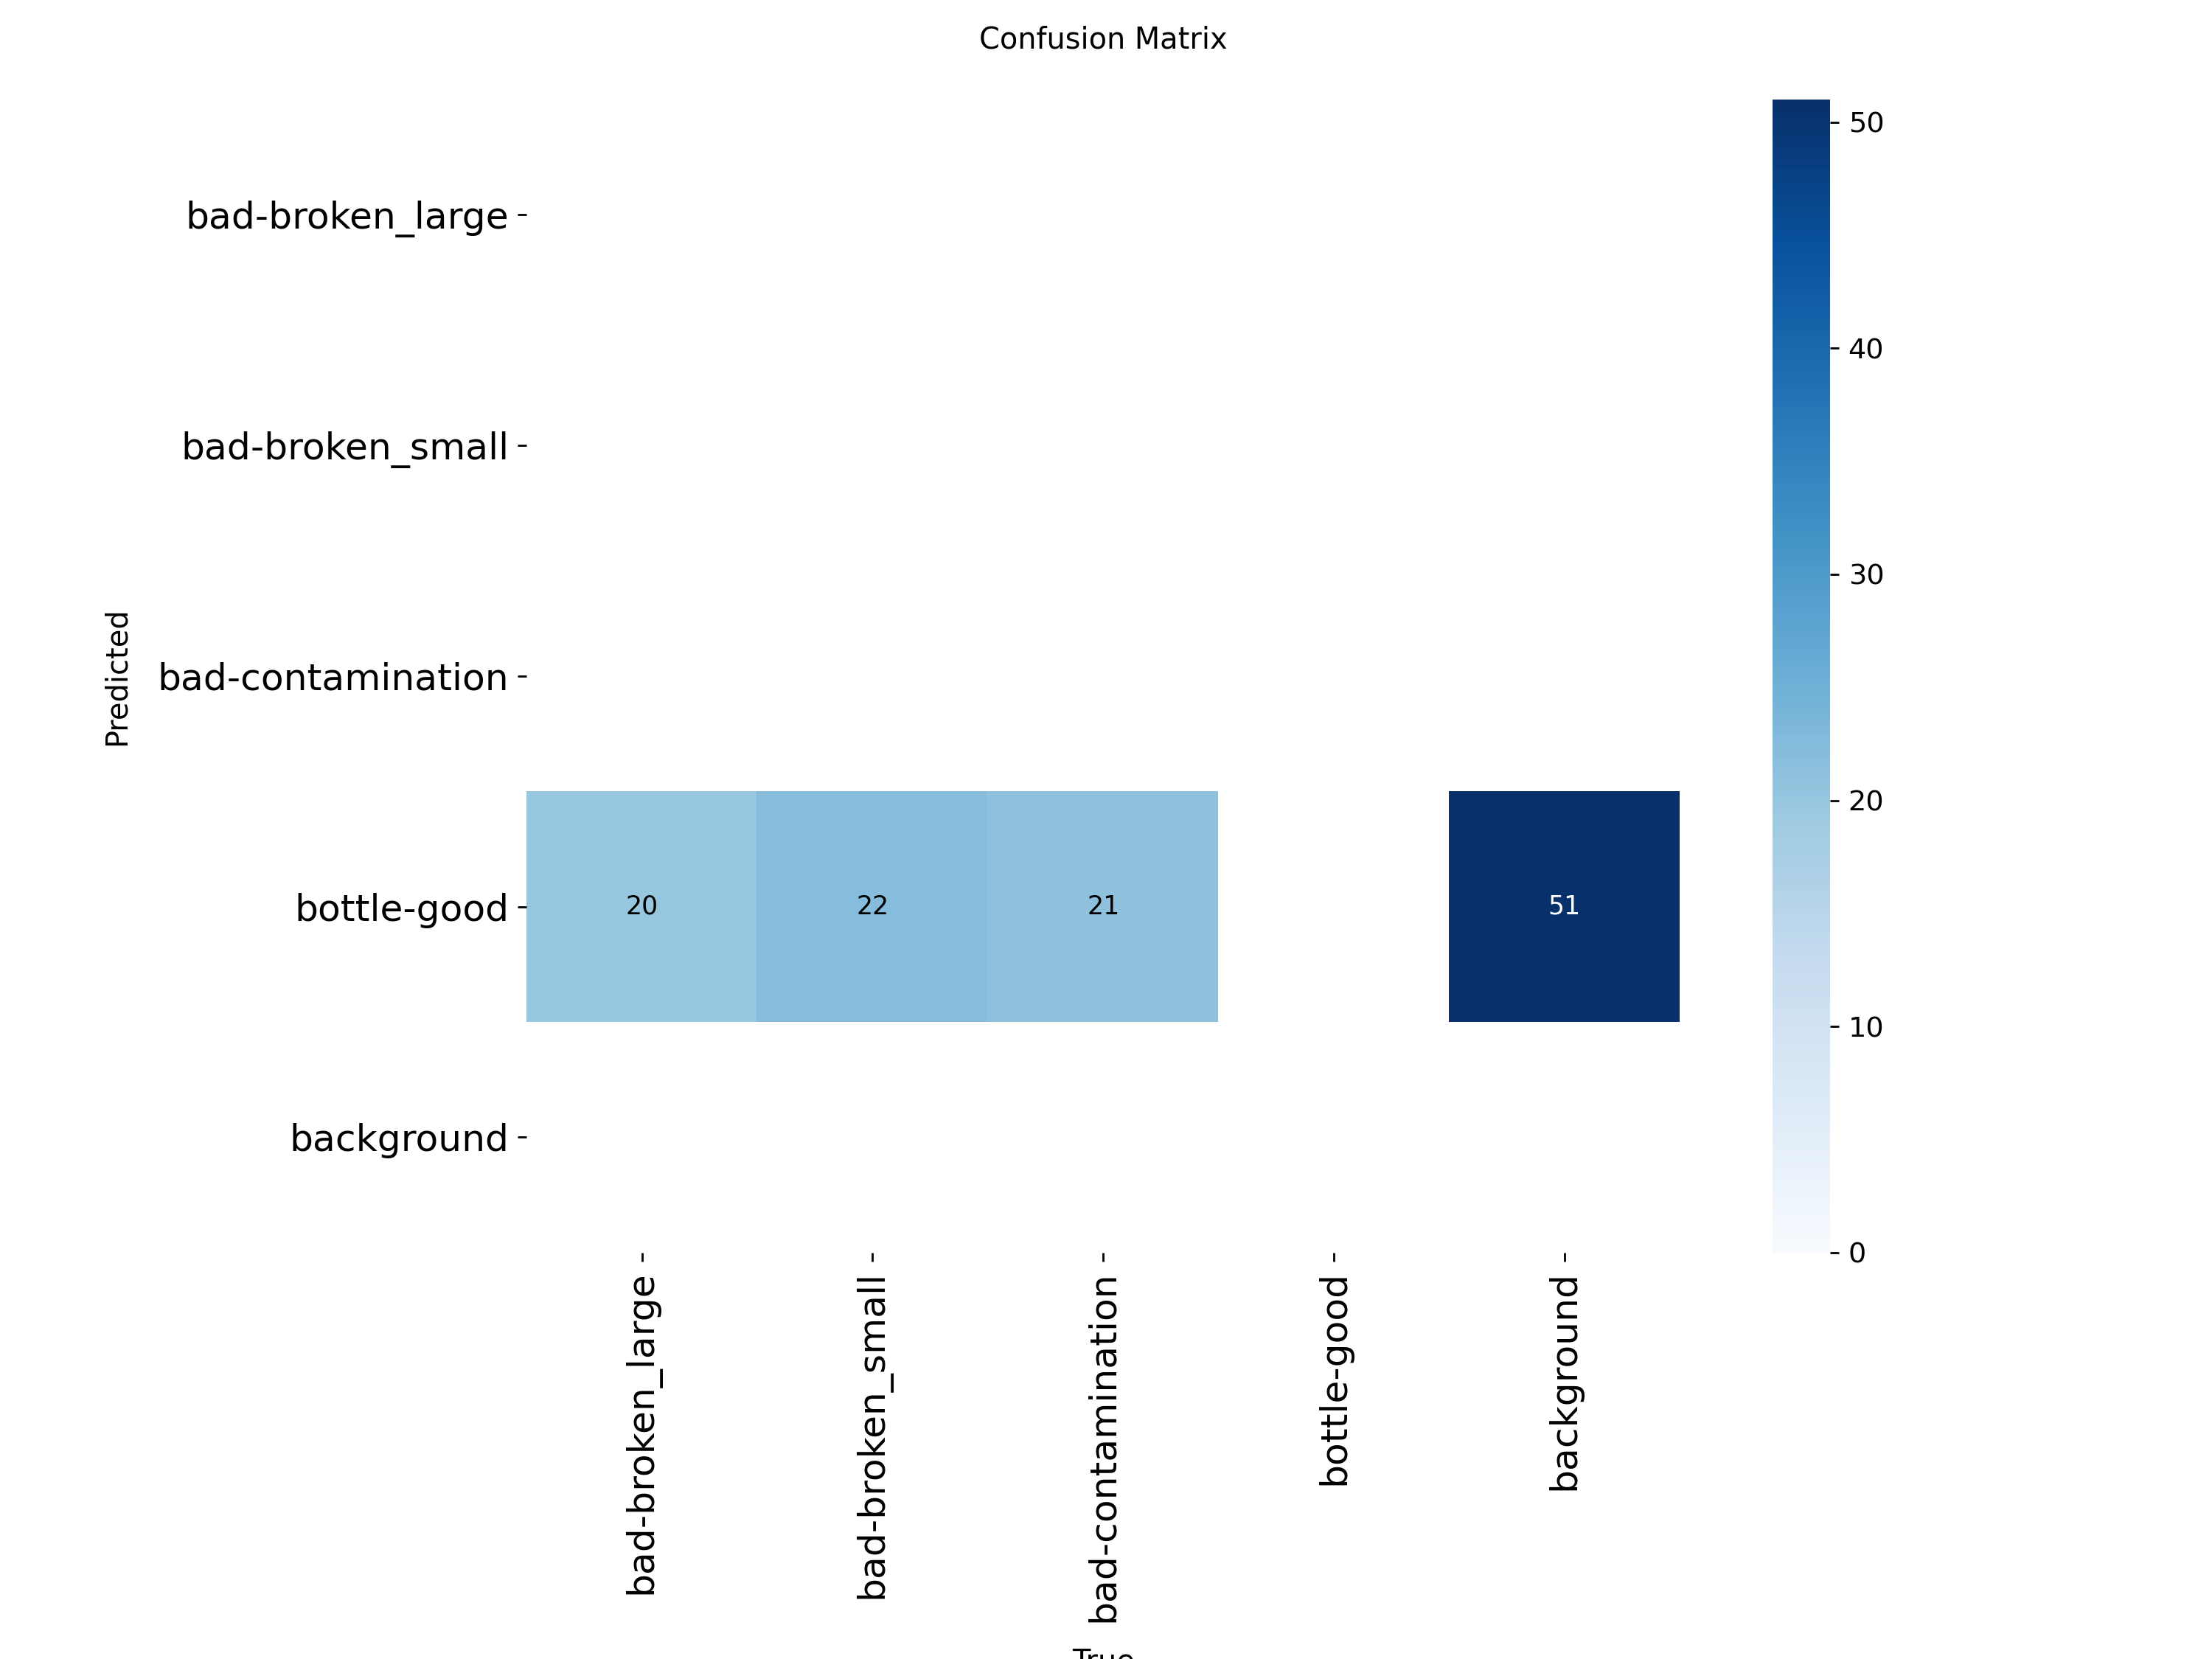 Confusion Matrix
Predicted
bad-broken_large
bad-broken_small
bad-contamination
bottle-good
background
20
22
21
51
bad-broken_large
bad-broken_small
bad-contamination
bottle-good
background
True
50
40
30
20
10
0